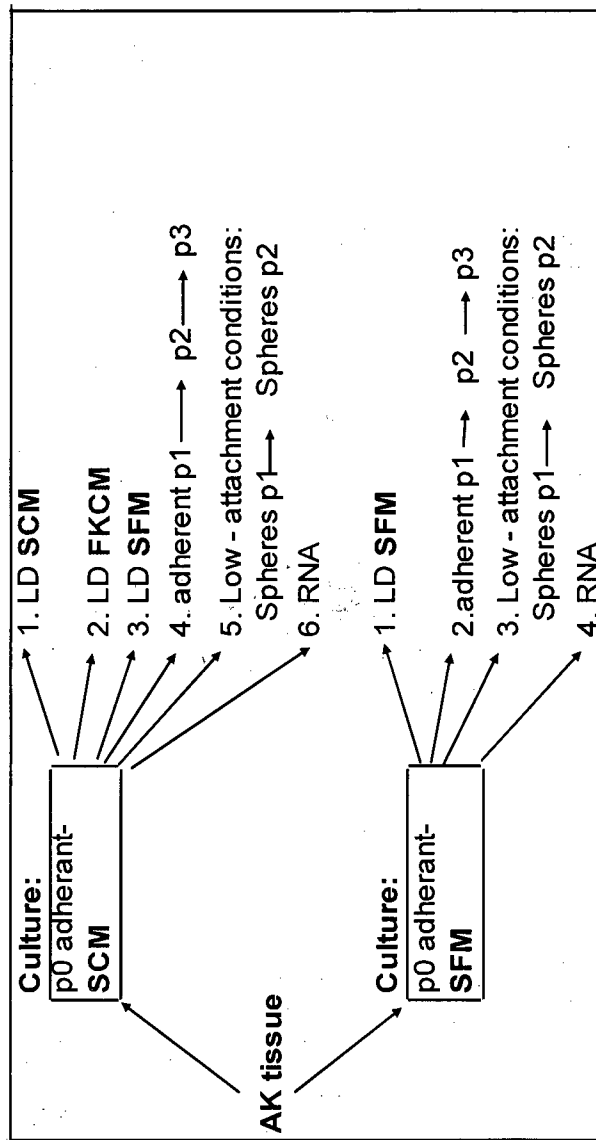 AK tissue
Culture:
p0 adherant-
SCM
1. LD SCM
2. LD FKCM
3. LD SFM
4. adherent p1 → p2 → p3
5. Low - attachment conditions:
Spheres p1 → Spheres p2
6. RNA
Culture:
p0 adherant-
SFM
1. LD SFM
2.adherent p1 → p2 → p3
3. Low - attachment conditions:
Spheres p1 → Spheres p2
4. RNA